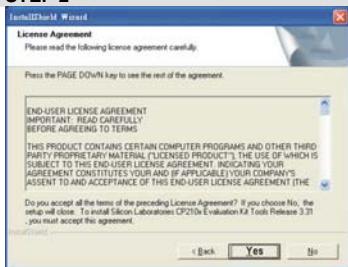 InstallShield Wizard
License Agreement
Please read the following license agreement carefully.
Press the PAGE DOWN key to see the rest of the agreement.
END-USER LICENSE AGREEMENT
IMPORTANT: READ CAREFULLY
BEFORE AGREEING TO TERMS
THIS PRODUCT CONTAINS CERTAIN COMPUTER PROGRAMS AND OTHER THIRD
PARTY PROPRIETARY MATERIAL ("LICENSED PRODUCT"), THE USE OF WHICH IS
SUBJECT TO THIS END-USER LICENSE AGREEMENT. INDICATING YOUR
AGREEMENT CONSTITUTES YOUR AND (IF APPLICABLE) YOUR COMPANY'S
ASSENT TO AND ACCEPTANCE OF THIS END-USER LICENSE AGREEMENT (THE
Do you accept all the terms of the preceding License Agreement? If you choose No, the
setup will close. To install Silicon Laboratories CP210x Evaluation Kit Tools Release 3.31
, you must accept this agreement.
InstallShield
< Back Yes No